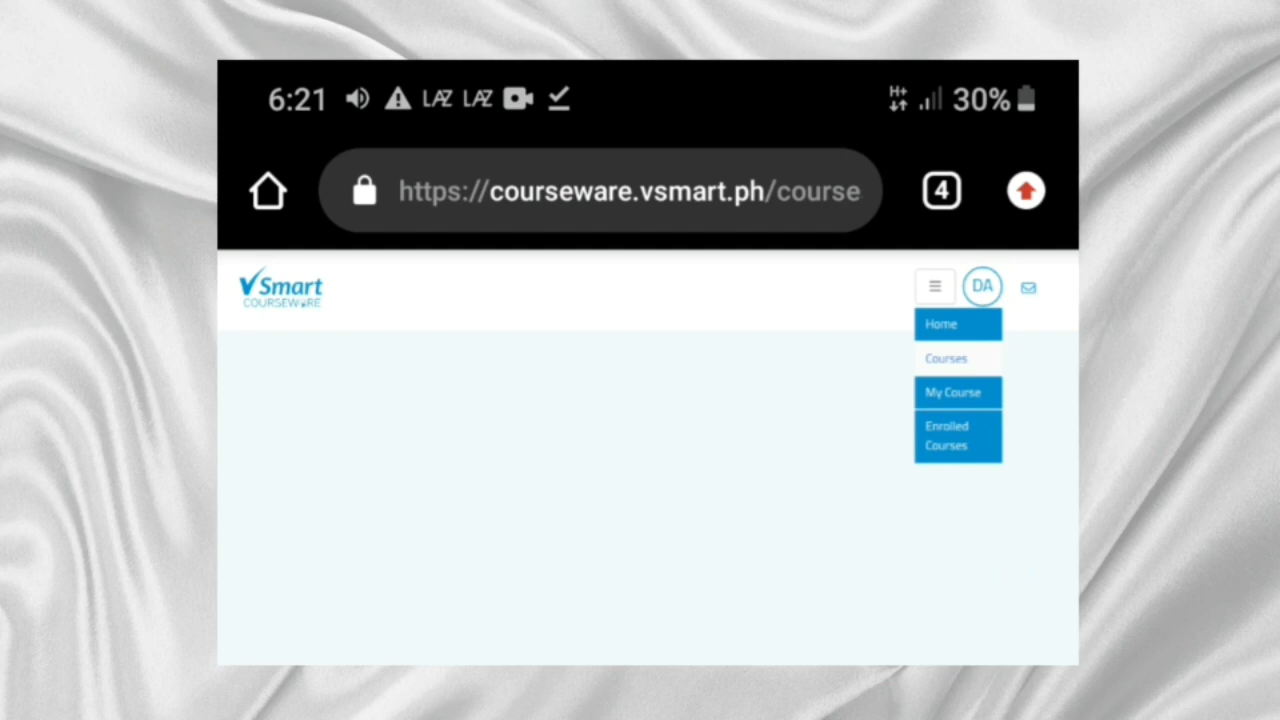 6:21 LAZ LAZ H+ 30%
https://courseware.vsmart.ph/course 4
VSmart
COURSEWARE
DA
Home
Courses
My Course
Enrolled
Courses